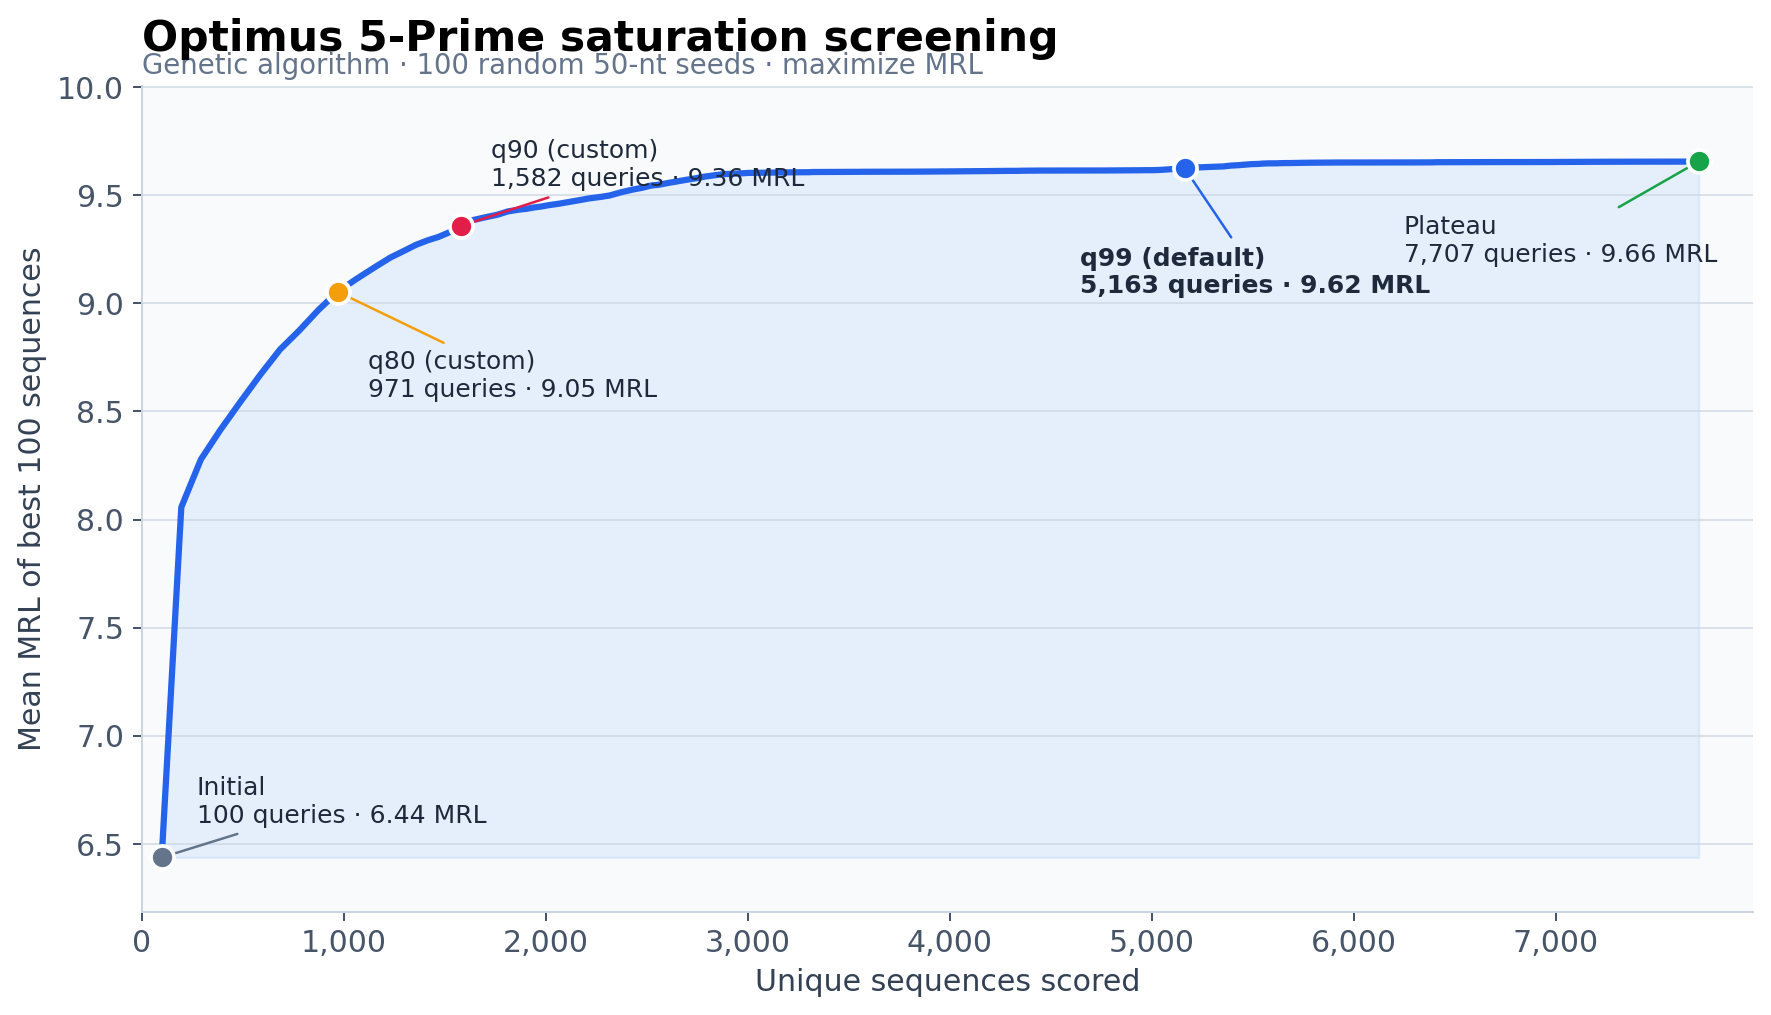 Optimus 5-Prime saturation screening
Genetic algorithm · 100 random 50-nt seeds · maximize MRL
Mean MRL of best 100 sequences
10.0
9.5
9.0
8.5
8.0
7.5
7.0
6.5
q90 (custom)
1,582 queries · 9.36 MRL
Plateau
7,707 queries · 9.66 MRL
q99 (default)
5,163 queries · 9.62 MRL
q80 (custom)
971 queries · 9.05 MRL
Initial
100 queries · 6.44 MRL
0
1,000
2,000
3,000
4,000
5,000
6,000
7,000
Unique sequences scored